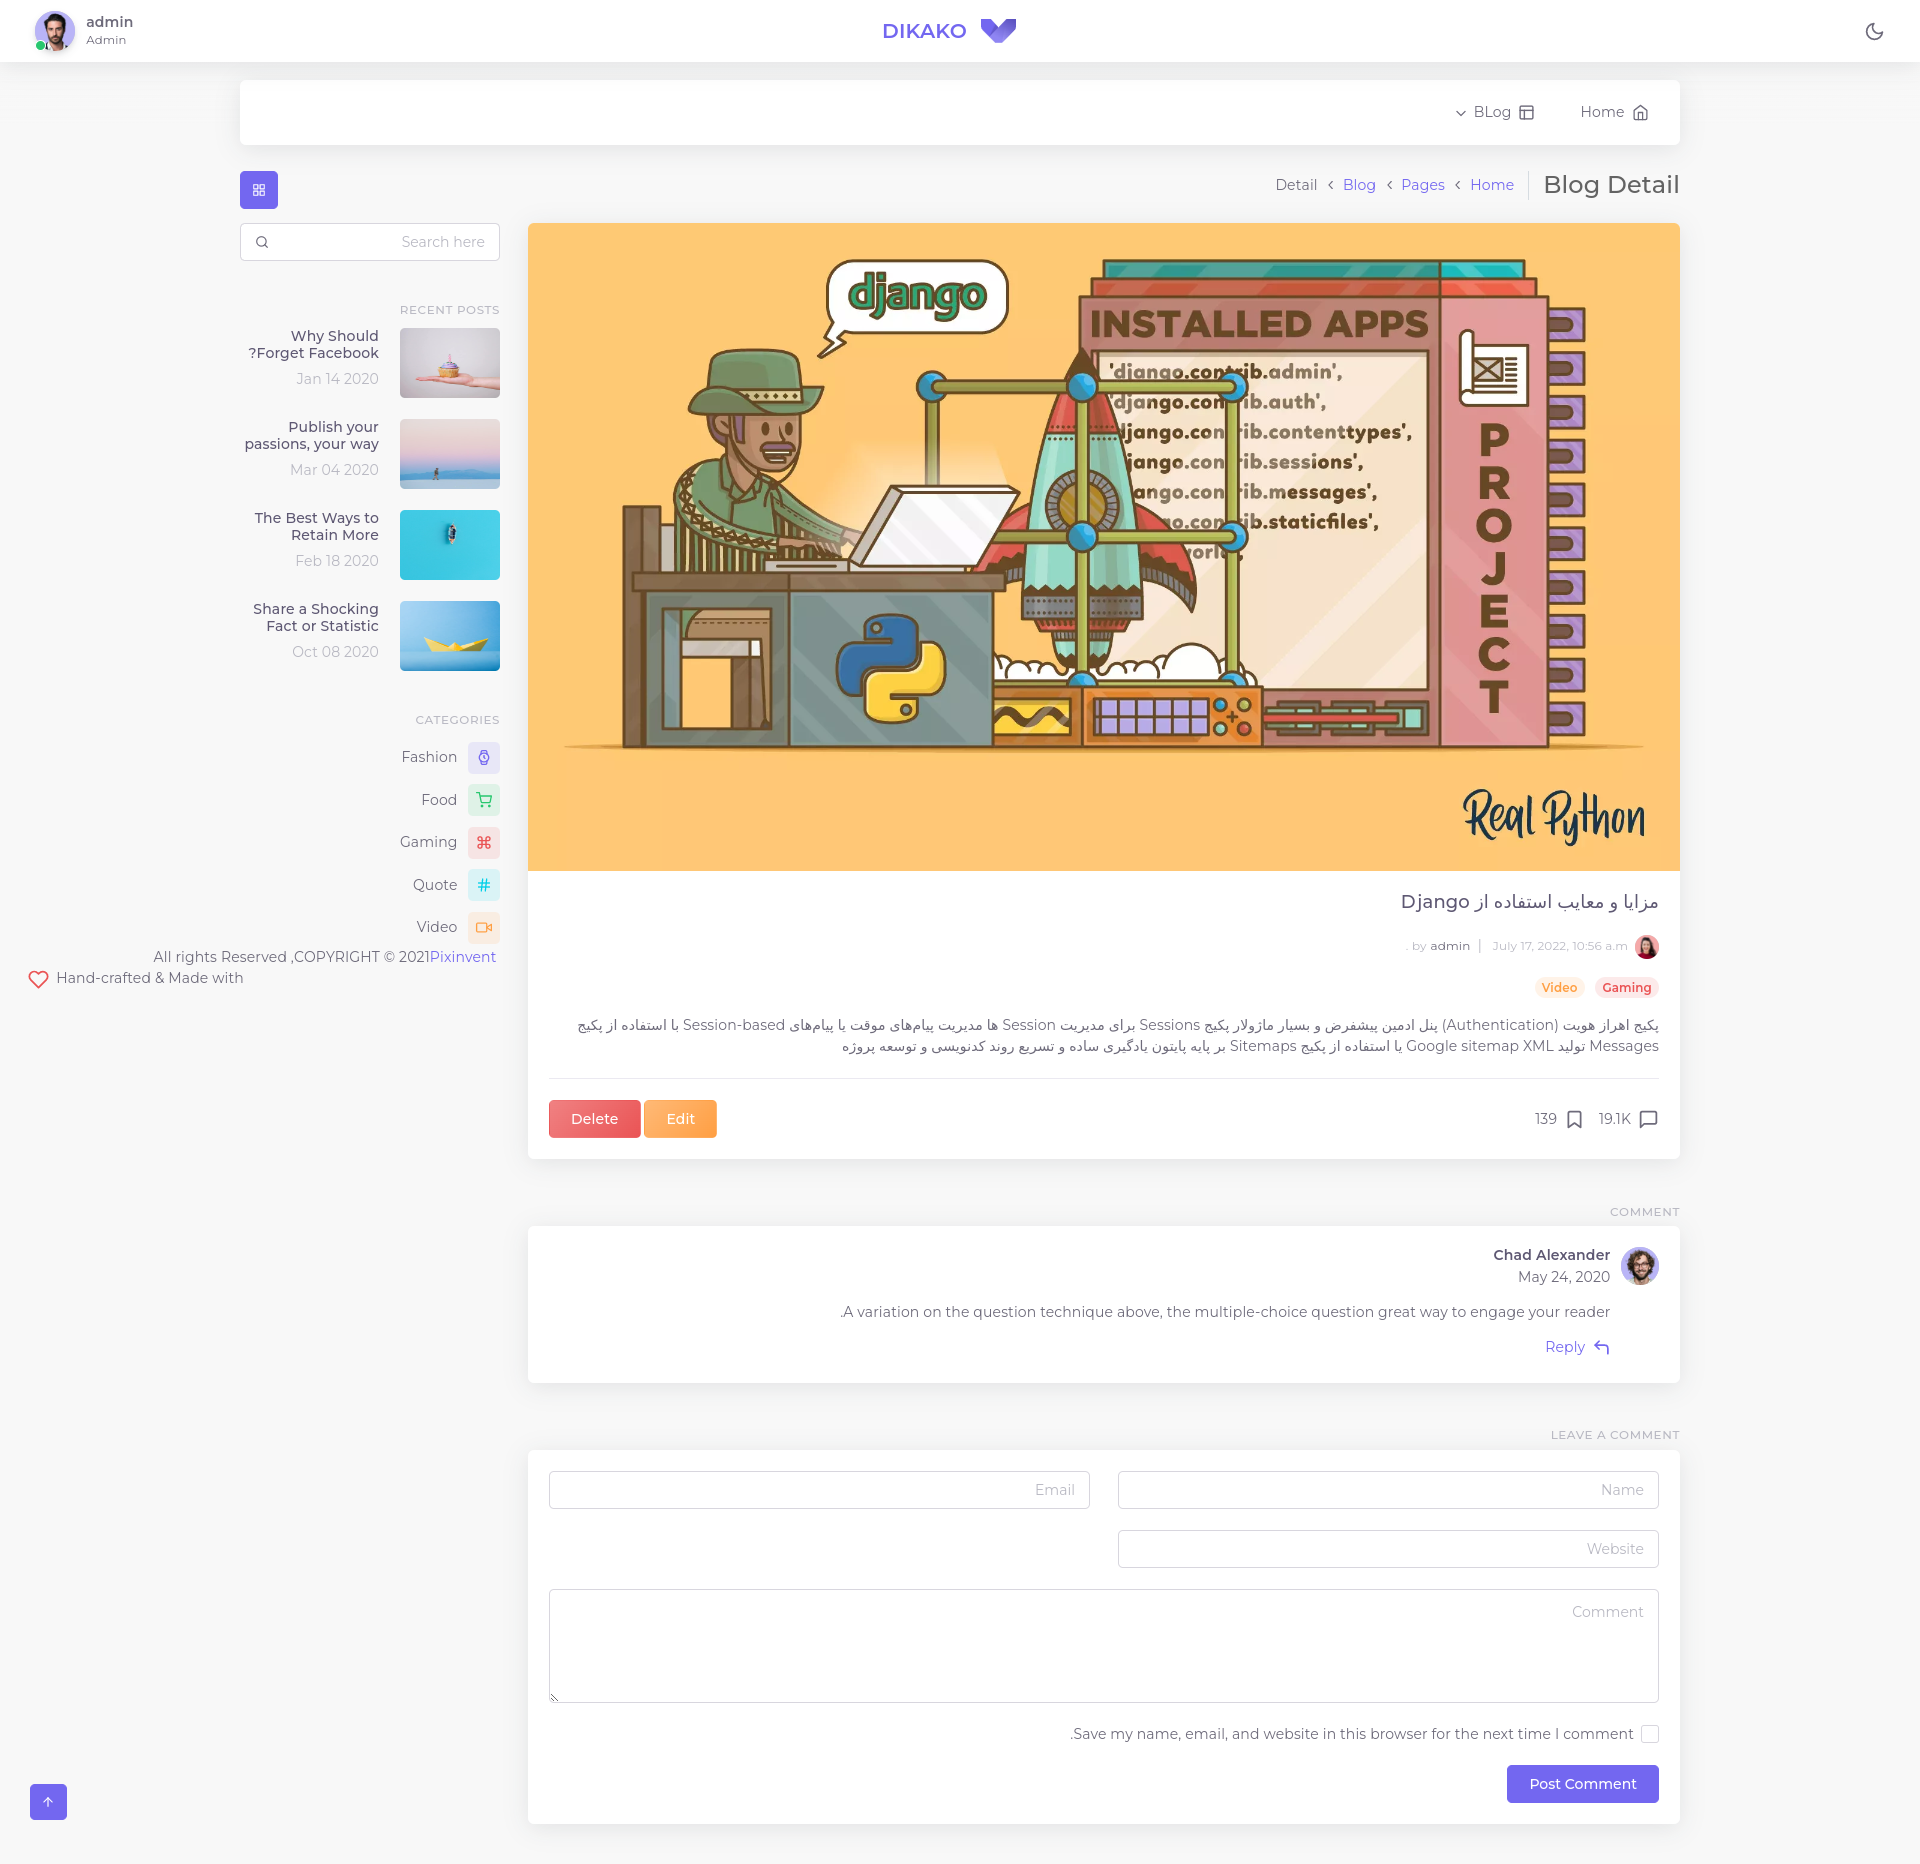 admin
Admin
DIKAKO
Home
BLog
Blog Detail
Home
Pages
Blog
Detail
django
INSTALLED APPS
'django.contrib.admin',
'django.contrib.auth',
django.contrib.contenttypes',
django.contrib.sessions',
django.contrib.messages',
django.contrib.staticfiles',
PROJECT
Real Python
مزایا و معایب استفاده از Django
July 17, 2022, 10:56 a.m | by admin .
Gaming
Video
پکیج اهراز هویت (Authentication) پنل ادمین پیشفرض و بسیار ماژولار پکیج Sessions برای مدیریت Session ها مدیریت پیام‌های موقت یا پیام‌های Session-based با استفاده از پکیج
Messages تولید Google sitemap XML یا استفاده از پکیج Sitemaps بر پایه پایتون یادگیری ساده و تسریع روند کدنویسی و توسعه پروژه
19.1K
139
Edit
Delete
COMMENT
Chad Alexander
May 24, 2020
.A variation on the question technique above, the multiple-choice question great way to engage your reader
Reply
LEAVE A COMMENT
Name
Email
Website
Comment
.Save my name, email, and website in this browser for the next time I comment
Post Comment
Search here
RECENT POSTS
Why Should
?Forget Facebook
Jan 14 2020
Publish your
passions, your way
Mar 04 2020
The Best Ways to
Retain More
Feb 18 2020
Share a Shocking
Fact or Statistic
Oct 08 2020
CATEGORIES
Fashion
Food
Gaming
Quote
Video
All rights Reserved ,COPYRIGHT © 2021Pixinvent
Hand-crafted & Made with